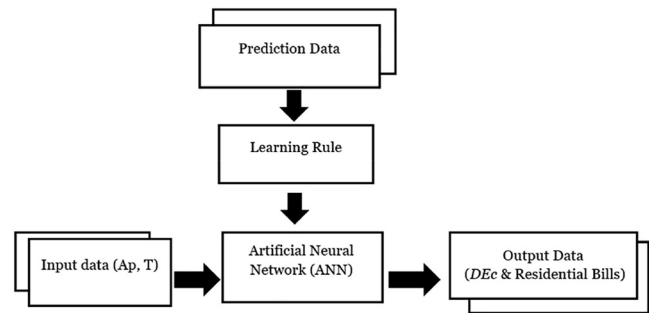 Prediction Data
Learning Rule
Input data (Ap, T)
Artificial Neural
Network (ANN)
Output Data
(DEc & Residential Bills)